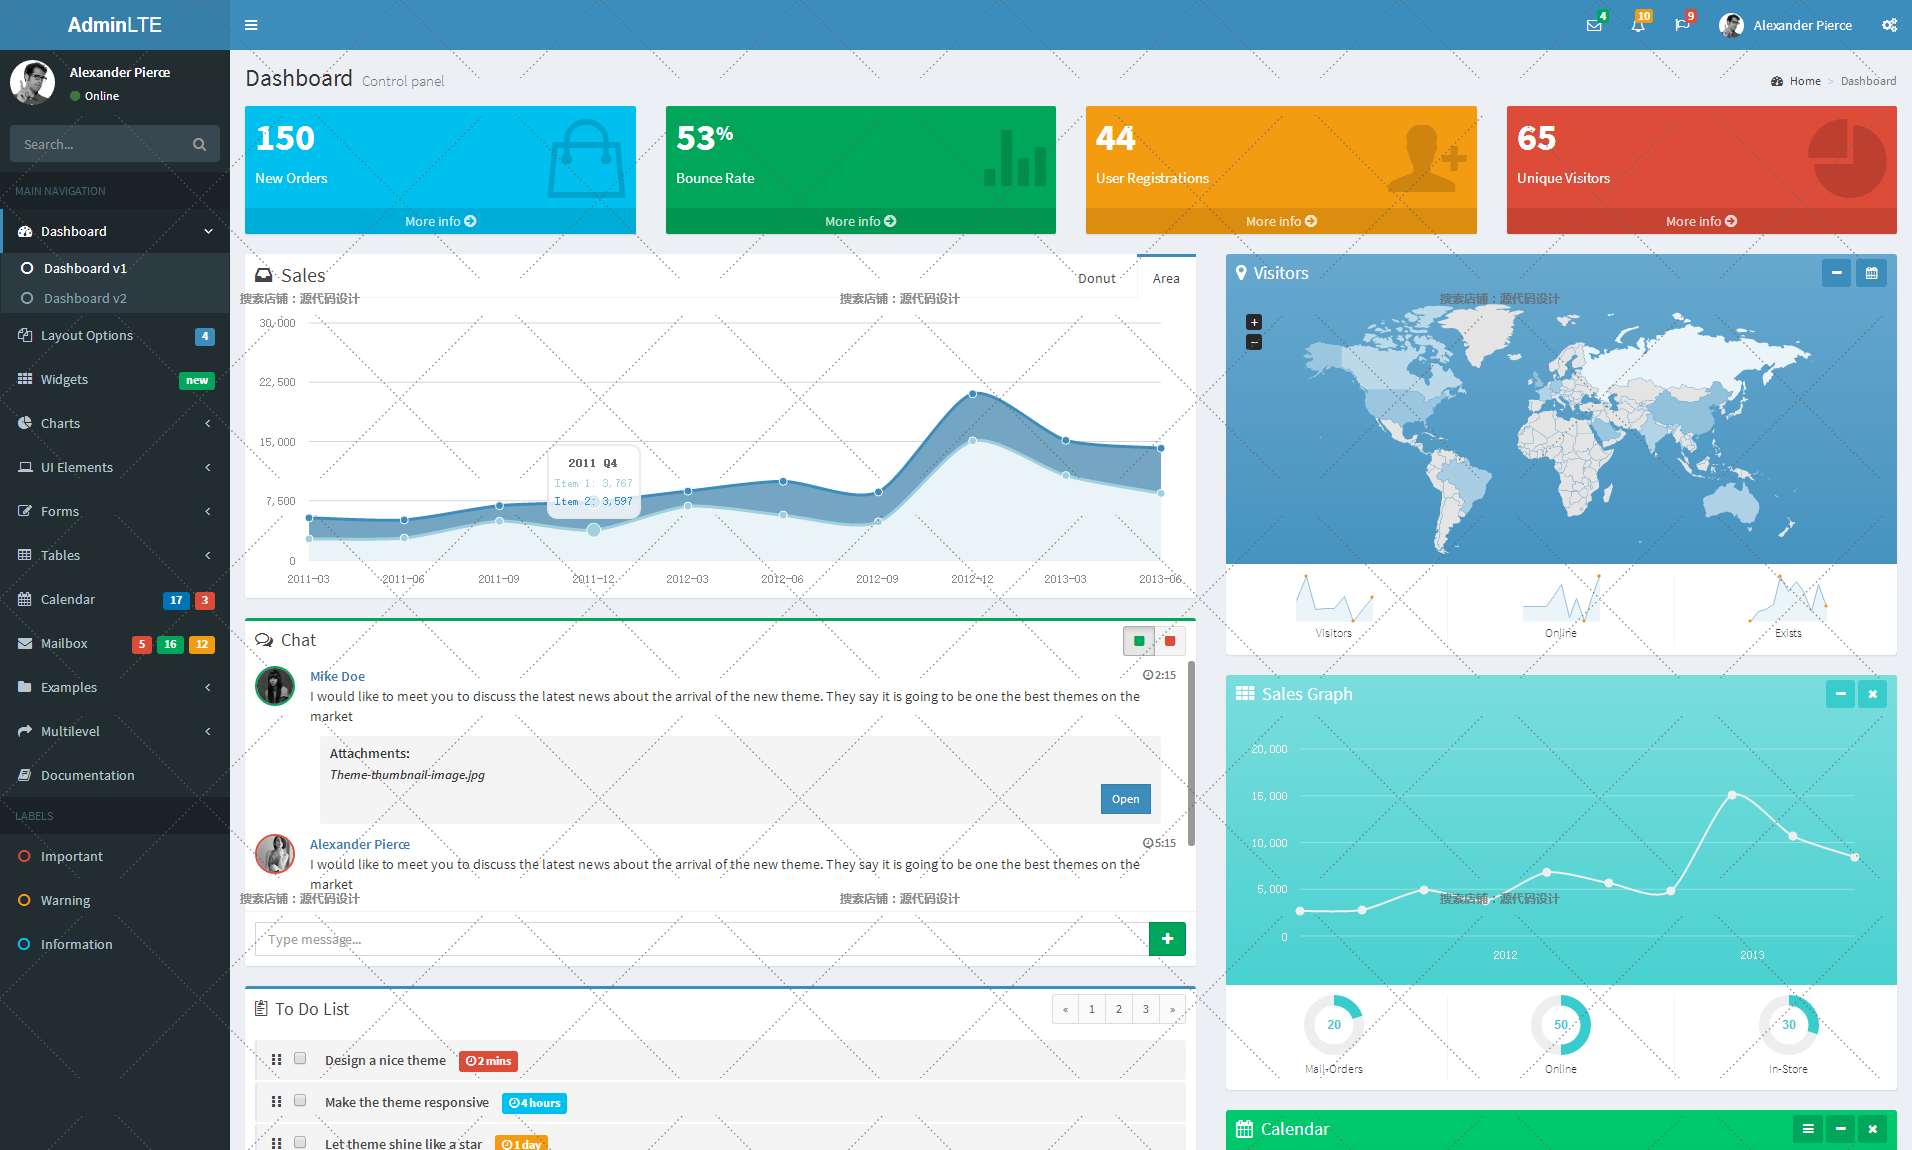 AdminLTE
4
10
9
Alexander Pierce
Alexander Pierce
Online
Search...
MAIN NAVIGATION
Dashboard
Dashboard v1
Dashboard v2
Layout Options 4
Widgets new
Charts
UI Elements
Forms
Tables
Calendar 17 3
Mailbox 5 16 12
Examples
Multilevel
Documentation
LABELS
Important
Warning
Information
Dashboard Control panel
Home > Dashboard
150
New Orders
More info
53%
Bounce Rate
More info
44
User Registrations
More info
65
Unique Visitors
More info
Sales
Donut
Area
搜索店铺：源代码设计
搜索店铺：源代码设计
30,000
22,500
15,000
7,500
0
2011 Q4
Item 1: 3,767
Item 2: 3,597
2011-03 2011-06 2011-09 2011-12 2012-03 2012-06 2012-09 2012-12 2013-03 2013-06
Chat
Mike Doe
2:15
I would like to meet you to discuss the latest news about the arrival of the new theme. They say it is going to be one the best themes on the
market
Attachments:
Theme-thumbnail-image.jpg
Open
Alexander Pierce
5:15
I would like to meet you to discuss the latest news about the arrival of the new theme. They say it is going to be one the best themes on the
market
搜索店铺：源代码设计
搜索店铺：源代码设计
Type message...
+
To Do List
« 1 2 3 »
Design a nice theme 2 mins
Make the theme responsive 4 hours
Let theme shine like a star 1 day
Visitors
搜索店铺：源代码设计
+
−
Visitors
Online
Exists
Sales Graph
20,000
15,000
10,000
5,000
0
搜索店铺：源代码设计
2012 2013
20
50
30
Mail-Orders
Online
In-Store
Calendar